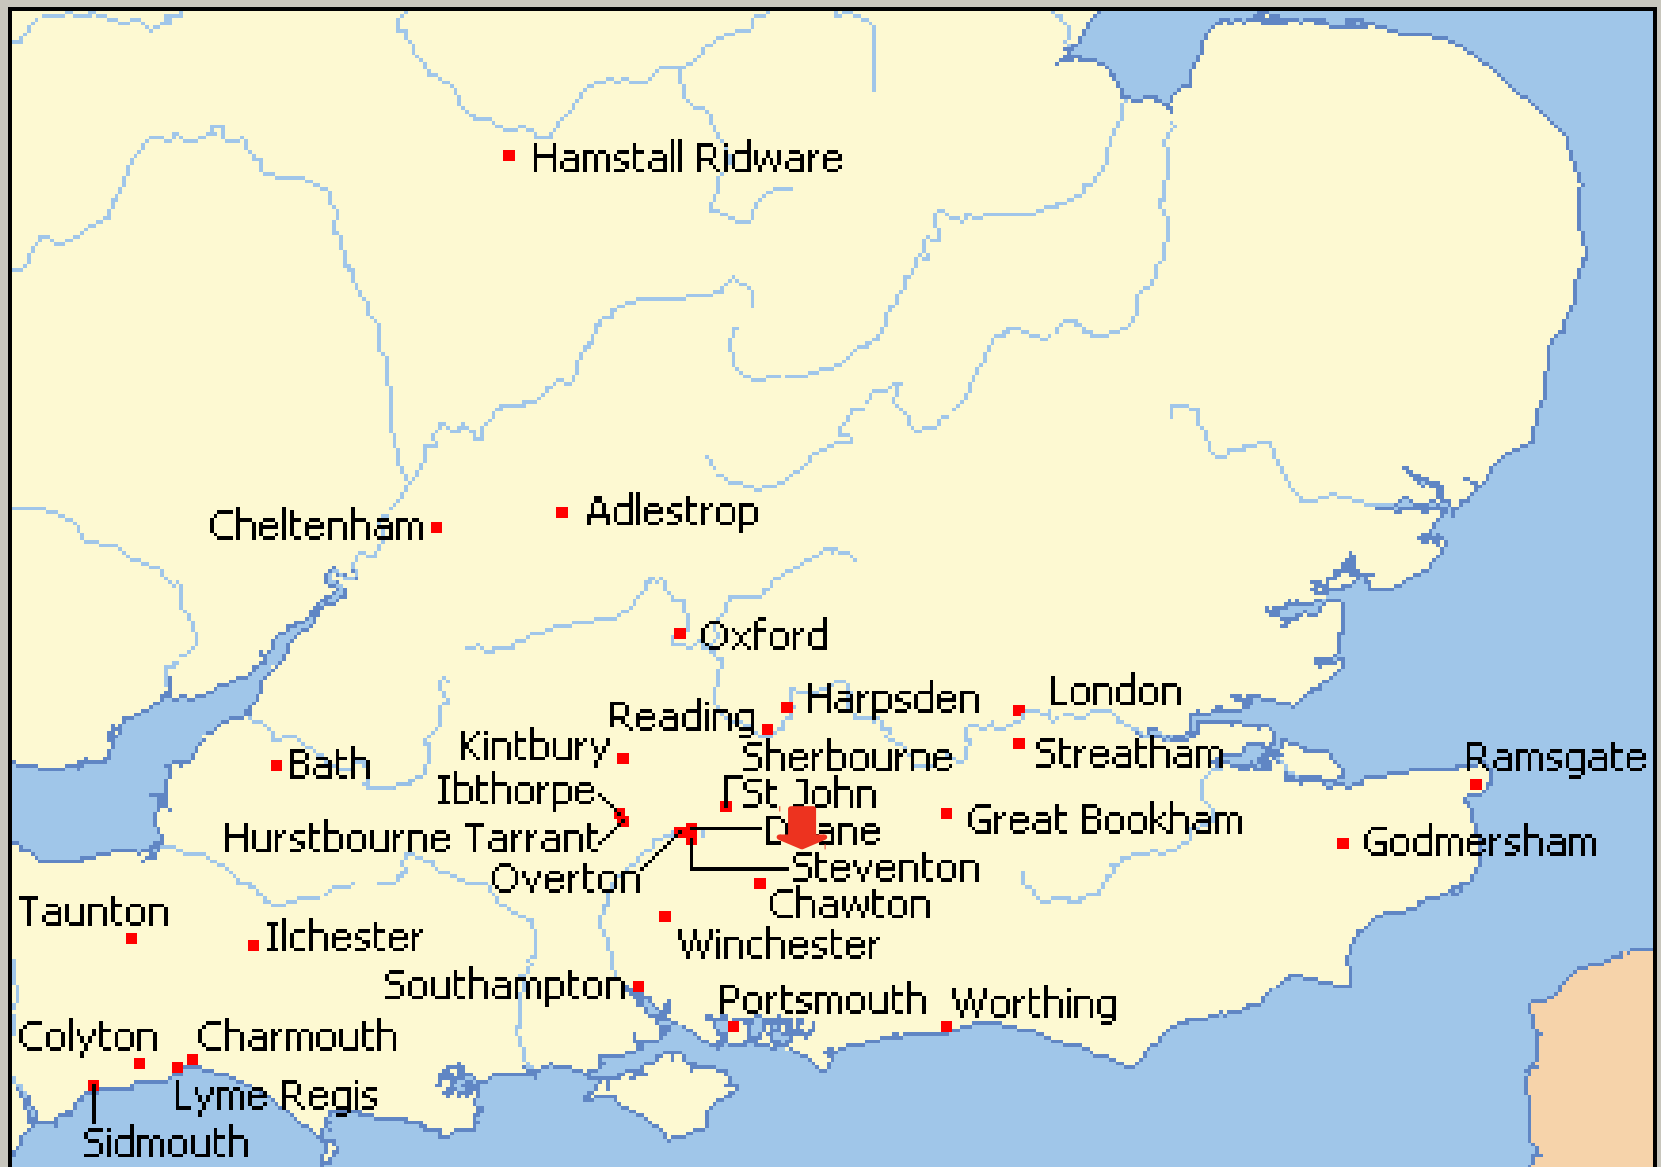 Hamstall Ridware
Adlestrop
Cheltenham
Oxford
London
Harpsden
Reading
Kintbury
Sherbourne
St John
Streatham
Ramsgate
Bath
Ibthorpe
Great Bookham
Hurstbourne Tarrant
Godmersham
Overton
Steventon
Chawton
Taunton
Ilchester
Winchester
Southampton
Portsmouth
Worthing
Colyton
Charmouth
Lyme Regis
Sidmouth